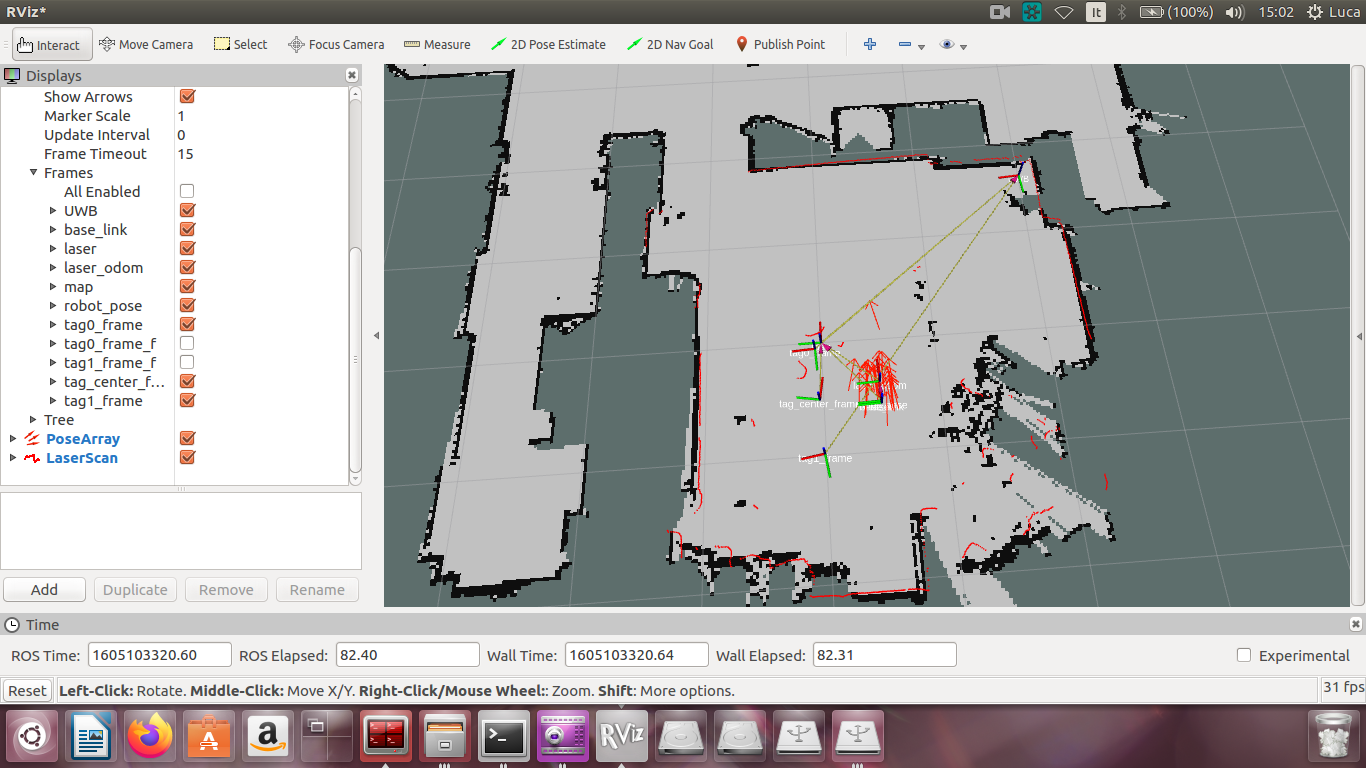 RViz*
It
(100%)
15:02
Luca
Interact
Move Camera
Select
Focus Camera
Measure
2D Pose Estimate
2D Nav Goal
Publish Point
Displays
Show Arrows
Marker Scale 1
Update Interval 0
Frame Timeout 15
Frames
All Enabled
UWB
base_link
laser
laser_odom
map
robot_pose
tag0_frame
tag0_frame_f
tag1_frame_f
tag_center_f...
tag1_frame
Tree
PoseArray
LaserScan
tag_center_frame
tag1_frame
Add
Duplicate
Remove
Rename
Time
ROS Time: 1605103320.60 ROS Elapsed: 82.40 Wall Time: 1605103320.64 Wall Elapsed: 82.31 Experimental
Reset Left-Click: Rotate. Middle-Click: Move X/Y. Right-Click/Mouse Wheel:: Zoom. Shift: More options. 31 fps
RViz